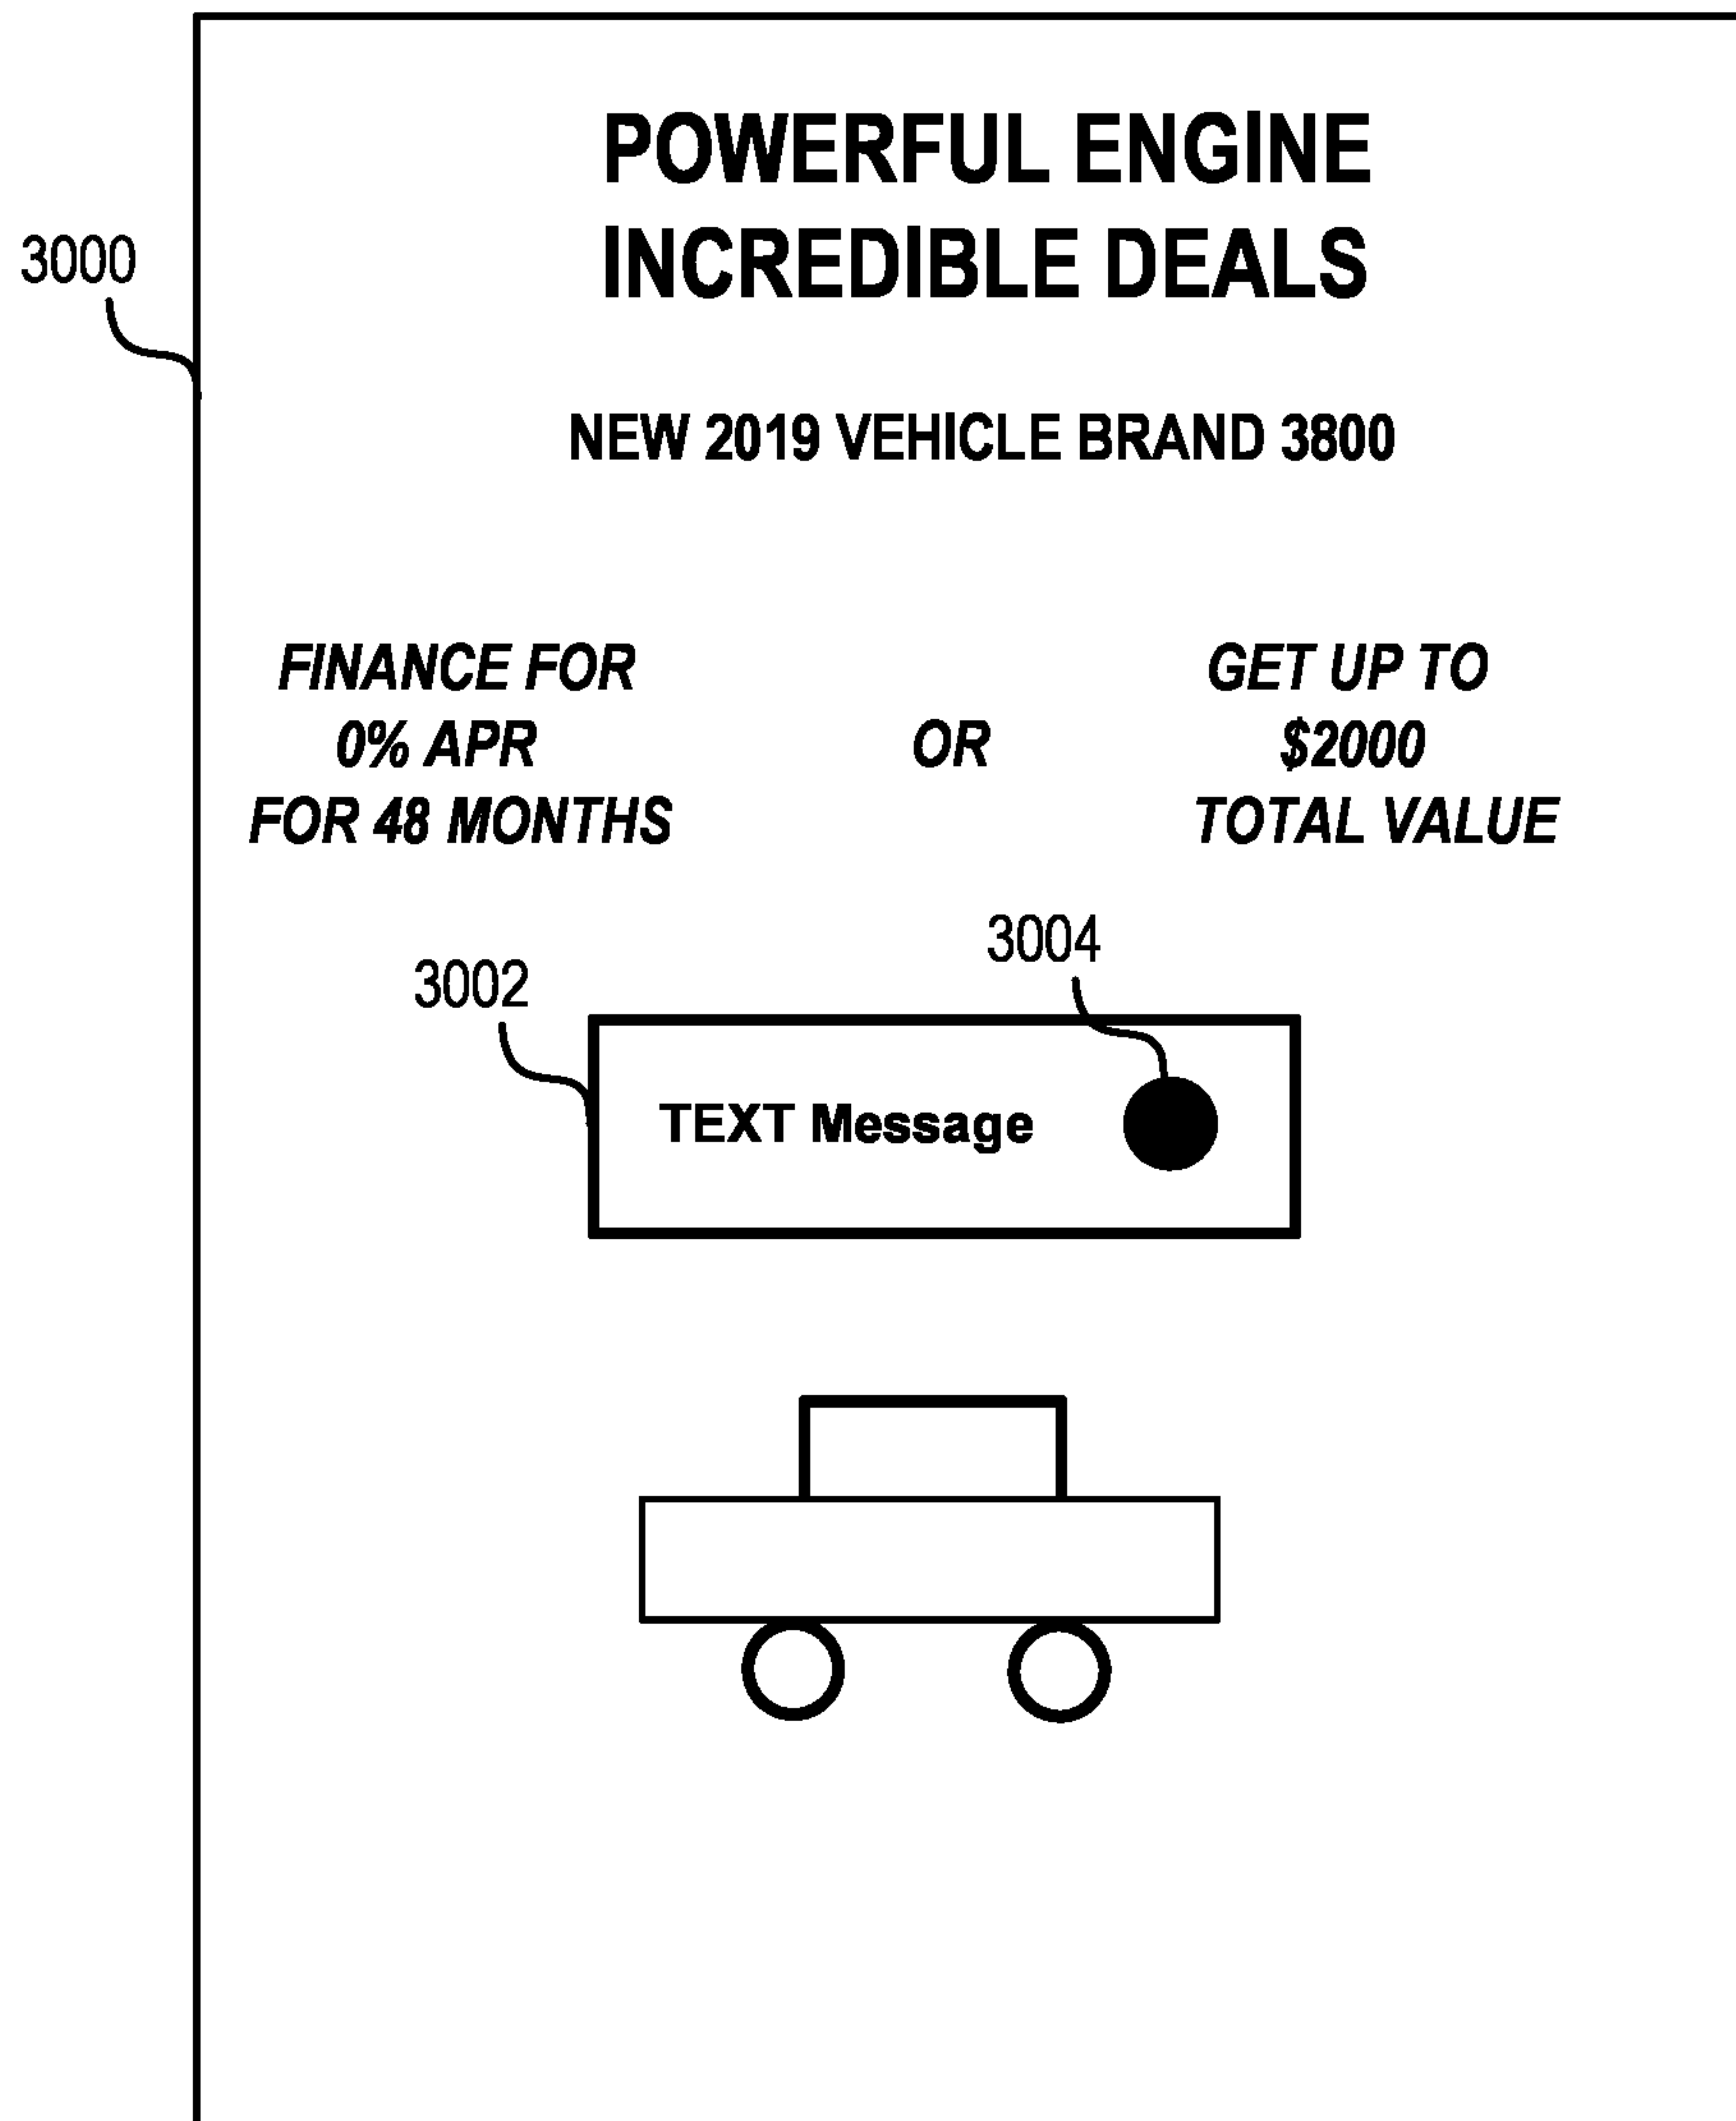 POWERFUL ENGINE
INCREDIBLE DEALS
3000
NEW 2019 VEHICLE BRAND 3800
FINANCE FOR
0% APR
FOR 48 MONTHS
OR
GET UP TO
$2000
TOTAL VALUE
3002
3004
TEXT Message